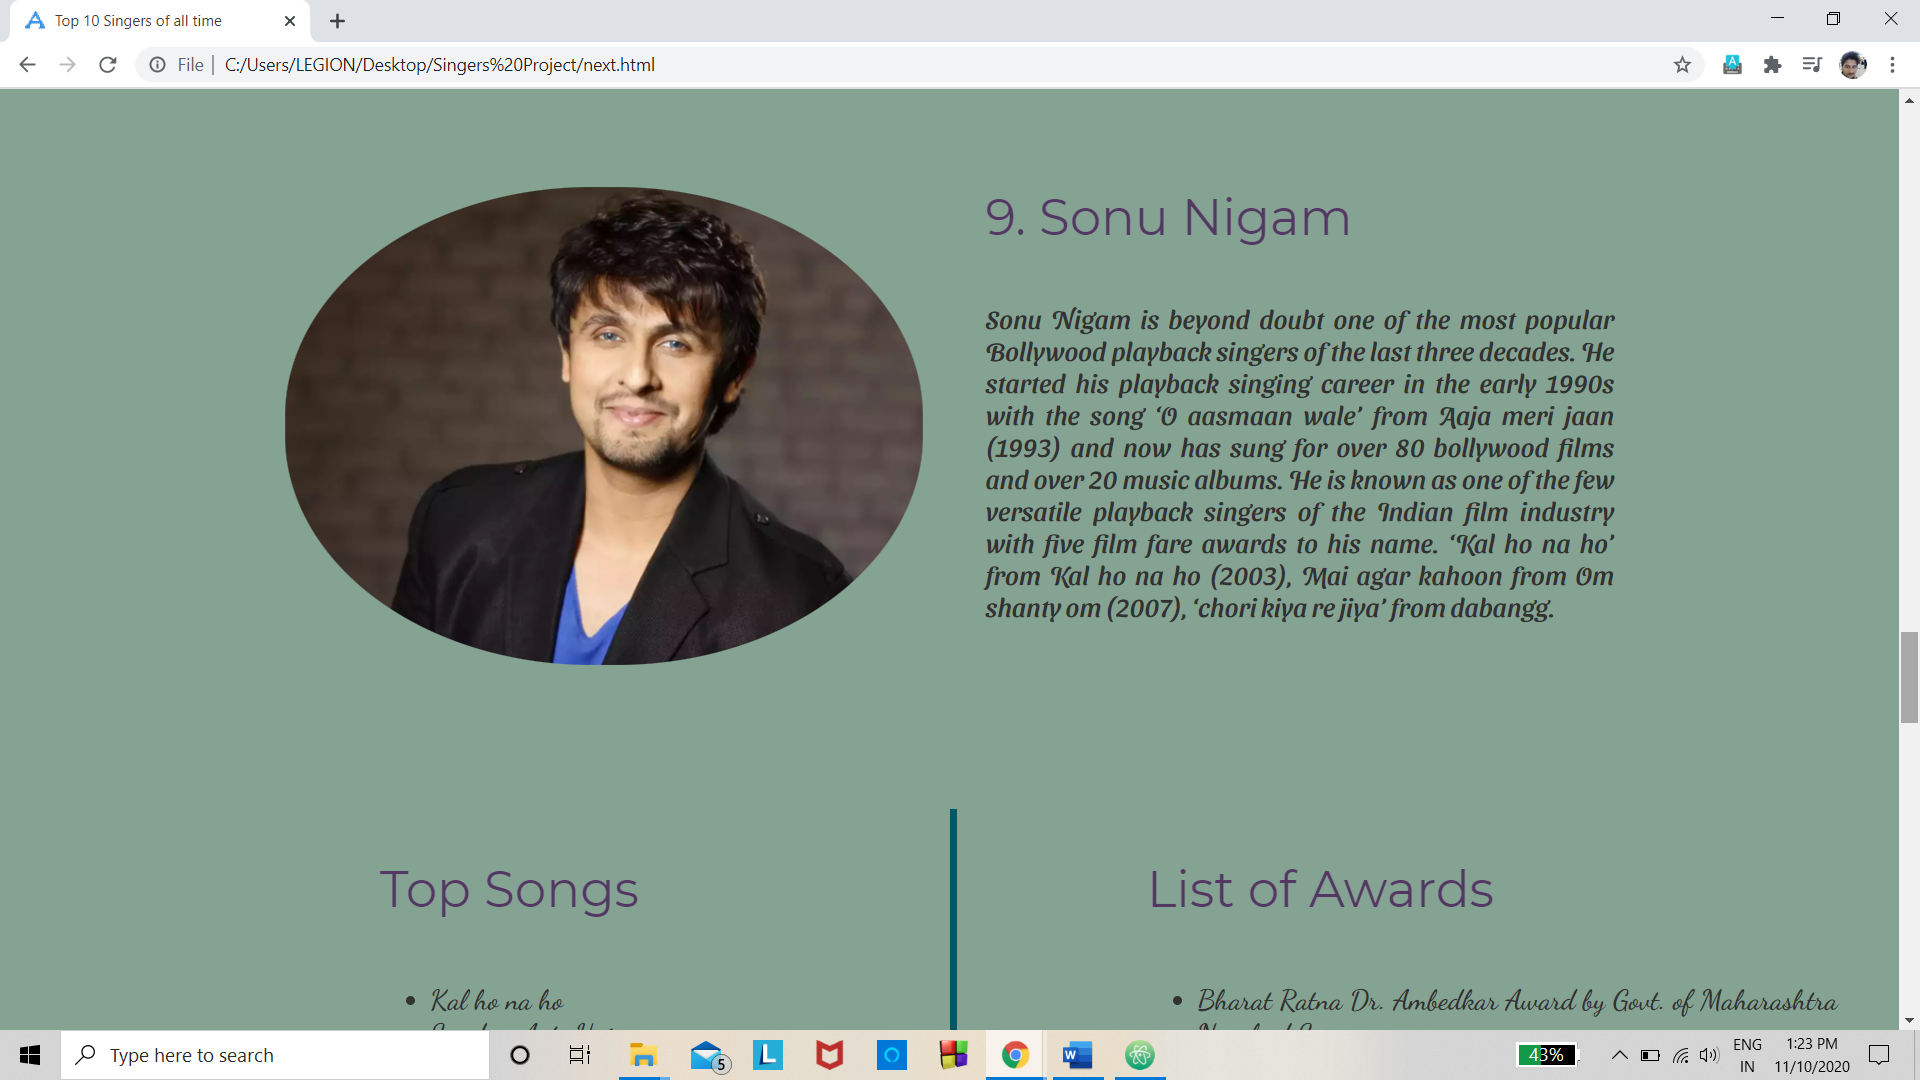 Top 10 Singers of all time
File
C:/Users/LEGION/Desktop/Singers%20Project/next.html
9. Sonu Nigam
Sonu Nigam is beyond doubt one of the most popular
Bollywood playback singers of the last three decades. He
started his playback singing career in the early 1990s
with the song ‘O aasmaan wale’ from Aaja meri jaan
(1993) and now has sung for over 80 bollywood films
and over 20 music albums. He is known as one of the few
versatile playback singers of the Indian film industry
with five film fare awards to his name. ‘Kal ho na ho’
from Kal ho na ho (2003), Mai agar kahoon from Om
shanty om (2007), ‘chori kiya re jiya’ from dabangg.
Top Songs
List of Awards
Kal ho na ho
Bharat Ratna Dr. Ambedkar Award by Govt. of Maharashtra
Type here to search
5
L
W
43%
ENG
IN
1:23 PM
11/10/2020